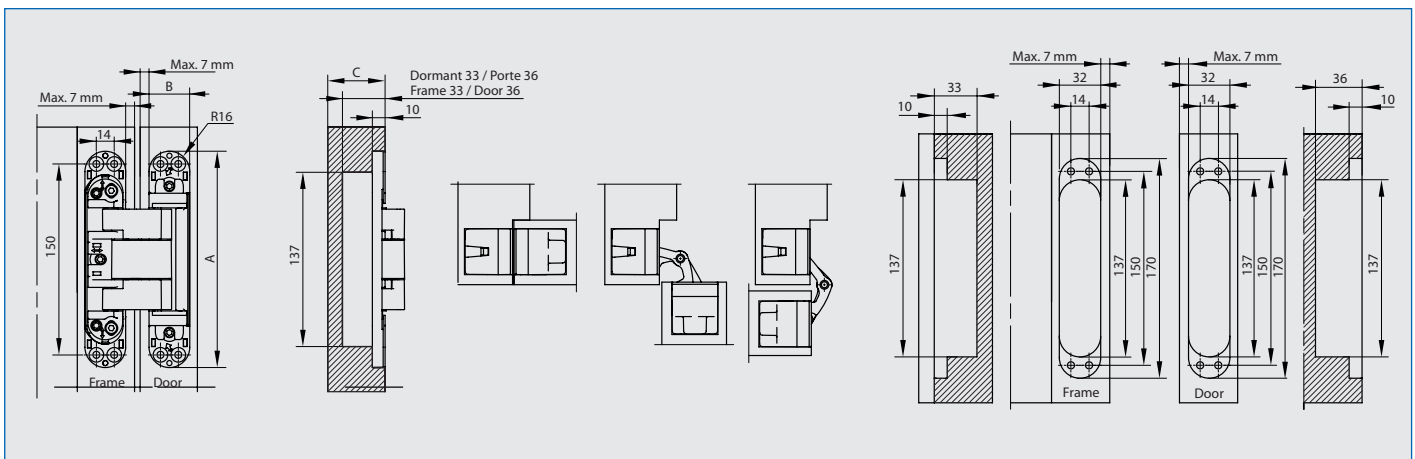 Max. 7 mm
B
Max. 7 mm
R16
14
150
A
Frame
Door
C
Dormant 33 / Porte 36
Frame 33 / Door 36
10
137
33
10
137
Max. 7 mm
32
14
137
150
170
Frame
Max. 7 mm
32
14
137
150
170
Door
36
10
137